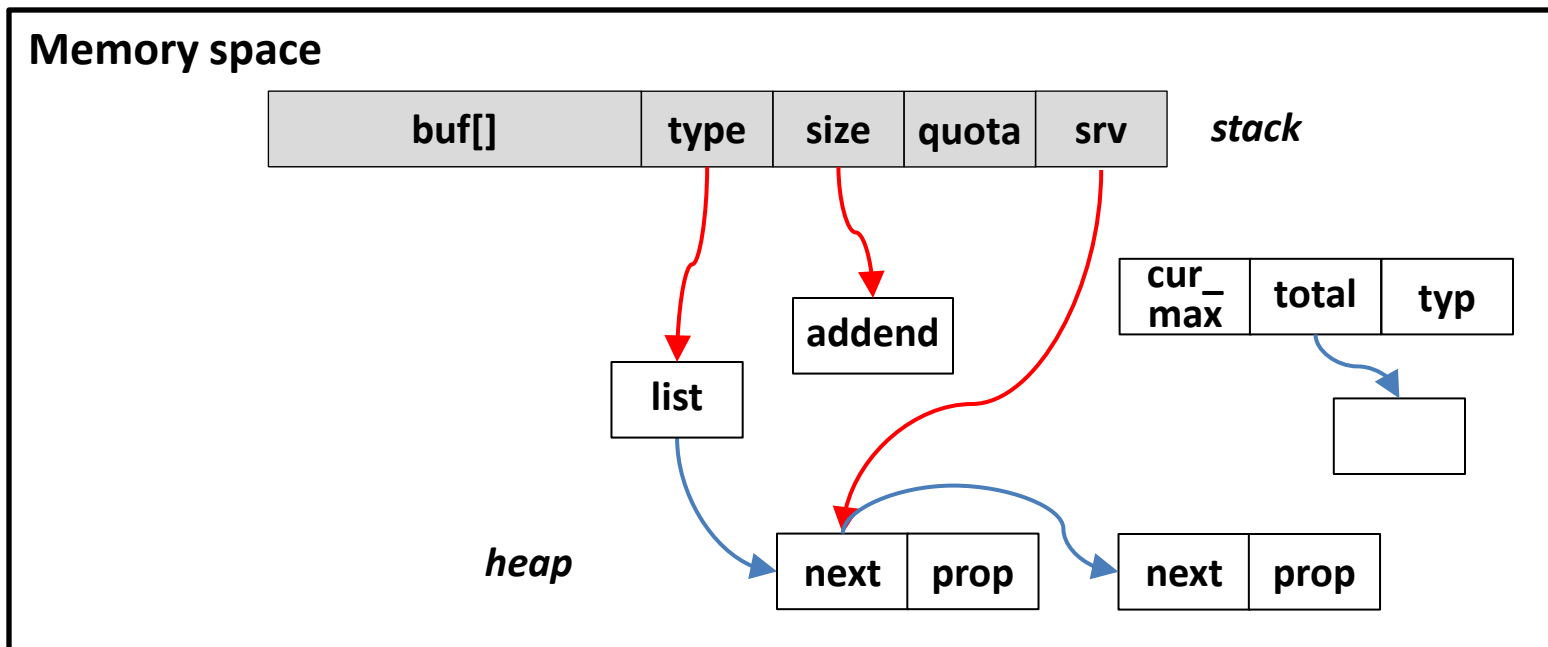 Memory space
buf[] type size quota srv stack
cur_
max total typ
addend
list
heap next prop next prop